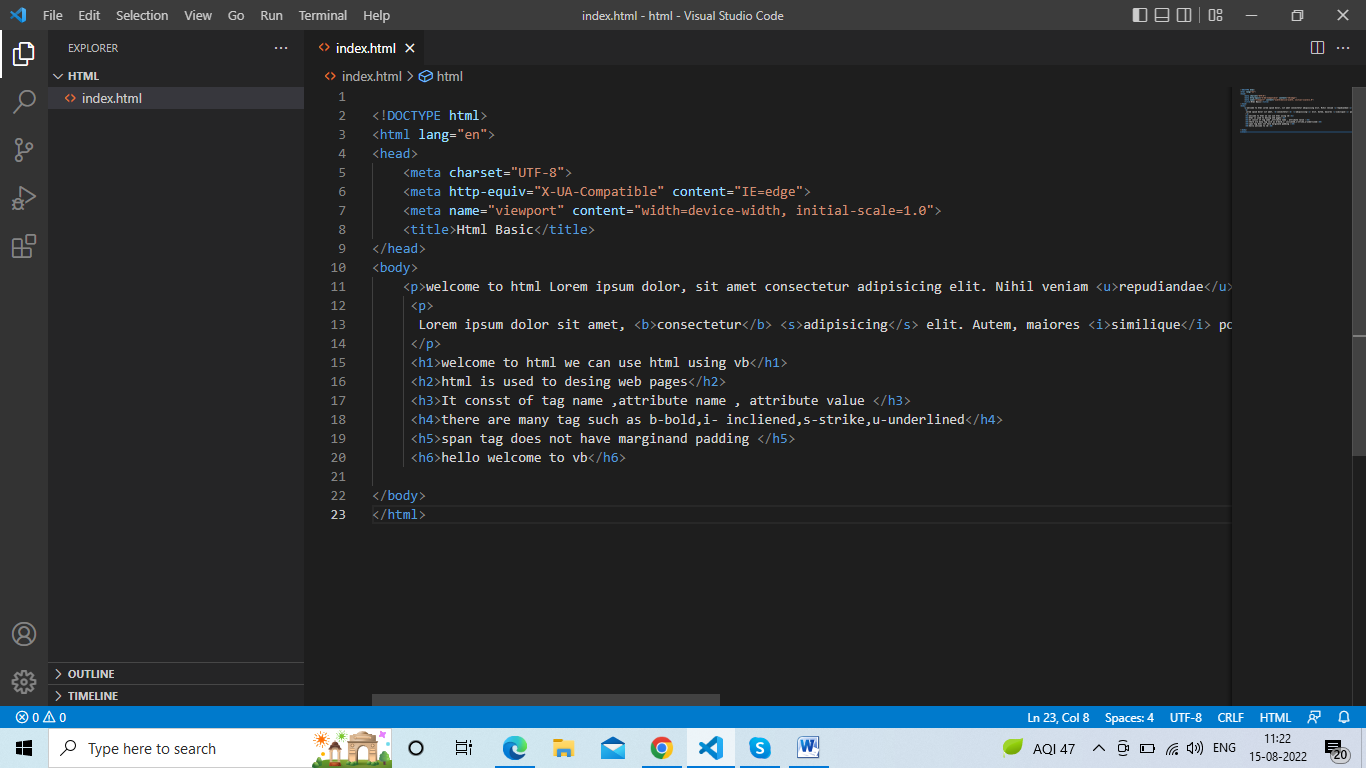 File Edit Selection View Go Run Terminal Help index.html - html - Visual Studio Code
EXPLORER
HTML
index.html
index.html
index.html > html
1
2 <!DOCTYPE html>
3 <html lang="en">
4 <head>
5 <meta charset="UTF-8">
6 <meta http-equiv="X-UA-Compatible" content="IE=edge">
7 <meta name="viewport" content="width=device-width, initial-scale=1.0">
8 <title>Html Basic</title>
9 </head>
10 <body>
11 <p>welcome to html Lorem ipsum dolor, sit amet consectetur adipisicing elit. Nihil veniam <u>repudiandae</u>
12 <p>
13 Lorem ipsum dolor sit amet, <b>consectetur</b> <s>adipisicing</s> elit. Autem, maiores <i>similique</i> po
14 </p>
15 <h1>welcome to html we can use html using vb</h1>
16 <h2>html is used to desing web pages</h2>
17 <h3>It consst of tag name ,attribute name , attribute value </h3>
18 <h4>there are many tag such as b-bold,i- incliened,s-strike,u-underlined</h4>
19 <h5>span tag does not have marginand padding </h5>
20 <h6>hello welcome to vb</h6>
21
22 </body>
23 </html>
OUTLINE
TIMELINE
0 0 Ln 23, Col 8 Spaces: 4 UTF-8 CRLF HTML
Type here to search AQI 47 ENG 11:22
15-08-2022 20